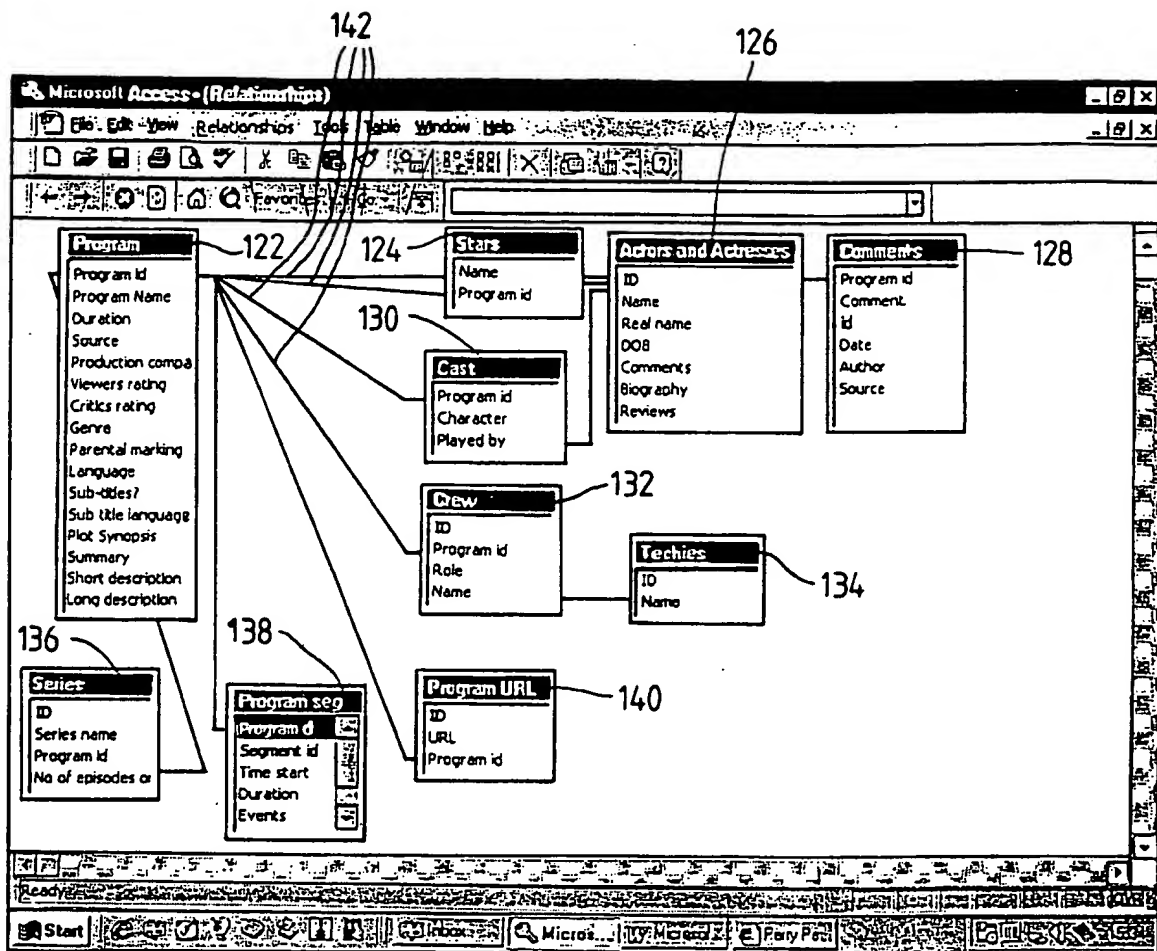 142
126
Microsoft Access - (Relationships)
File Edit View Relationships Tools Table Window Help
Favorites Go
Program
122
Program Id
Program Name
Duration
Source
Production compa
Viewers rating
Critics rating
Genre
Parental marking
Language
Sub-titles?
Sub title language
Plot Synopsis
Summary
Short description
Long description
124
Stars
Name
Program id
Actors and Actresses
ID
Name
Real name
DOB
Comments
Biography
Reviews
Comments
128
Program id
Comment
id
Date
Author
Source
130
Cast
Program id
Character
Played by
Crew
132
ID
Program id
Role
Name
Techies
134
ID
Name
136
Series
ID
Series name
Program Id
No of episodes or
138
Program seg
Program d
Segment id
Time start
Duration
Events
Program URL
140
ID
URL
Program id
Ready
Start Inbox Micros...